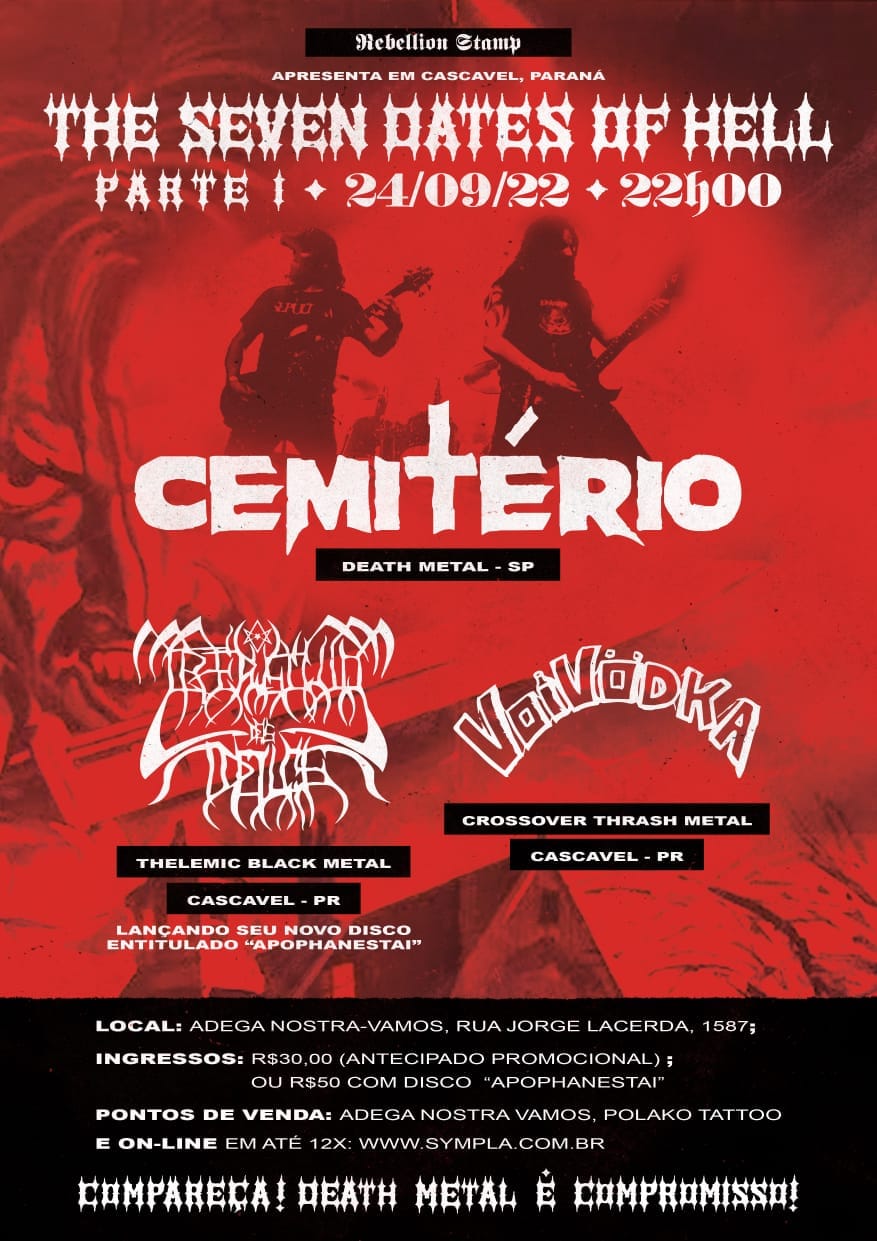 Rebellion Stamp
APRESENTA EM CASCAVEL, PARANÁ
THE SEVEN DATES OF HELL
PARTE I ✦ 24/09/22 ✦ 22h00
CEMITÉRIO
DEATH METAL - SP
VOIVÖDKA
CROSSOVER THRASH METAL
CASCAVEL - PR
THELEMIC BLACK METAL
CASCAVEL - PR
LANÇANDO SEU NOVO DISCO
ENTITULADO “APOPHANESTAI”
LOCAL: ADEGA NOSTRA-VAMOS, RUA JORGE LACERDA, 1587;
INGRESSOS: R$30,00 (ANTECIPADO PROMOCIONAL) ;
OU R$50 COM DISCO “APOPHANESTAI”
PONTOS DE VENDA: ADEGA NOSTRA VAMOS, POLAKO TATTOO
E ON-LINE EM ATÉ 12X: WWW.SYMPLA.COM.BR
COMPAREÇA! DEATH METAL É COMPROMISSO!